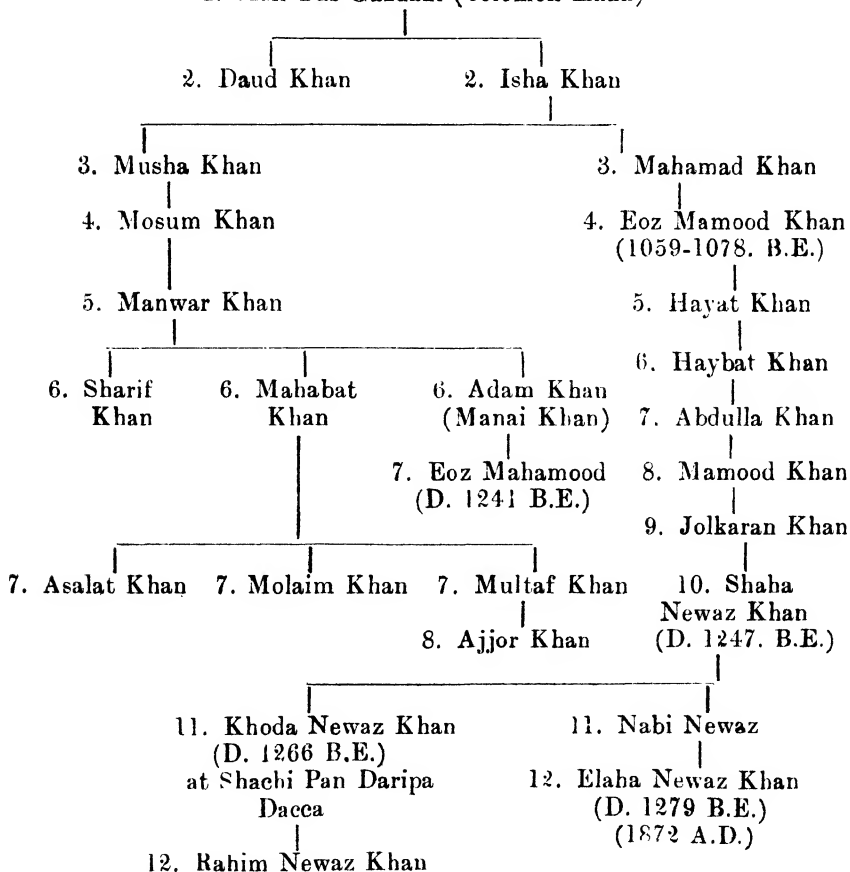 2. Daud Khan 2. Isha Khan
3. Musha Khan 3. Mahamad Khan
4. Mosum Khan 4. Eoz Mamood Khan
(1059-1078. B.E.)
5. Manwar Khan 5. Hayat Khan
6. Haybat Khan
6. Sharif 6. Mahabat 6. Adam Khan
Khan Khan (Manai Khan) 7. Abdulla Khan
7. Eoz Mahamood 8. Mamood Khan
(D. 1241 B.E.)
9. Jolkaran Khan
7. Asalat Khan 7. Molaim Khan 7. Multaf Khan 10. Shaha
Newaz Khan
8. Ajjor Khan (D. 1247. B.E.)
11. Khoda Newaz Khan 11. Nabi Newaz
(D. 1266 B.E.)
at Shachi Pan Daripa 12. Elaha Newaz Khan
Dacca (D. 1279 B.E.)
(1872 A.D.)
12. Rahim Newaz Khan